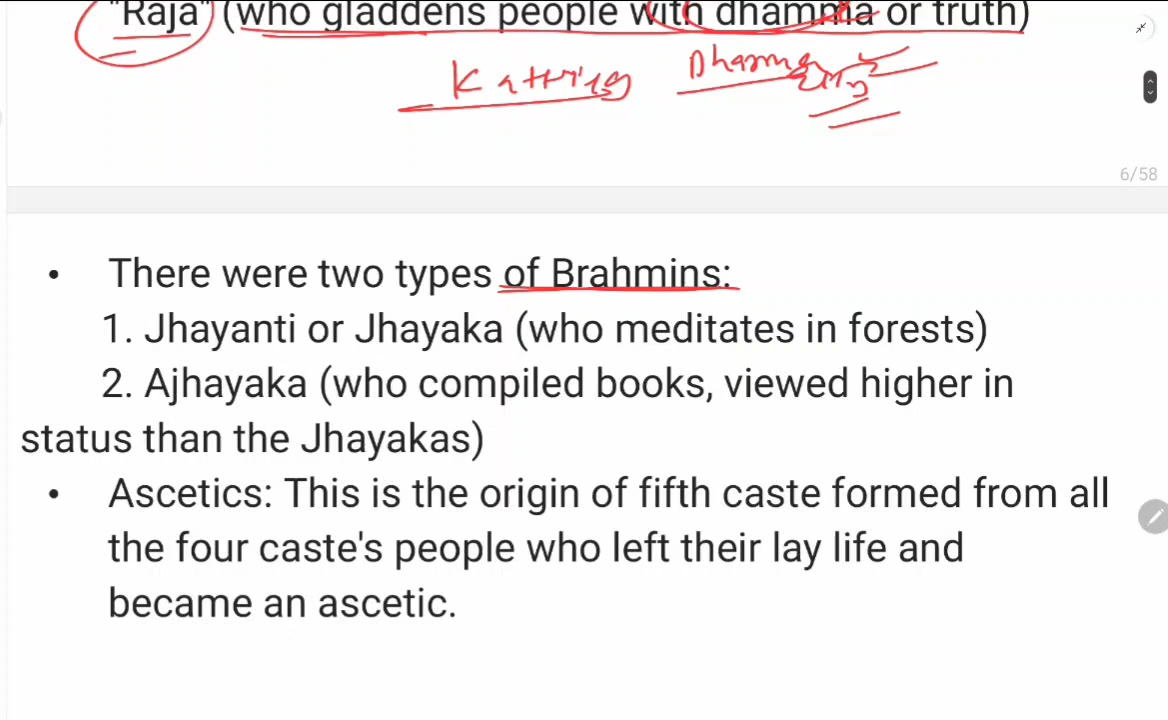 "Raja" (who gladdens people with dhamma or truth)
6/58
• There were two types of Brahmins:
1. Jhayanti or Jhayaka (who meditates in forests)
2. Ajhayaka (who compiled books, viewed higher in
status than the Jhayakas)
• Ascetics: This is the origin of fifth caste formed from all
the four caste's people who left their lay life and
became an ascetic.